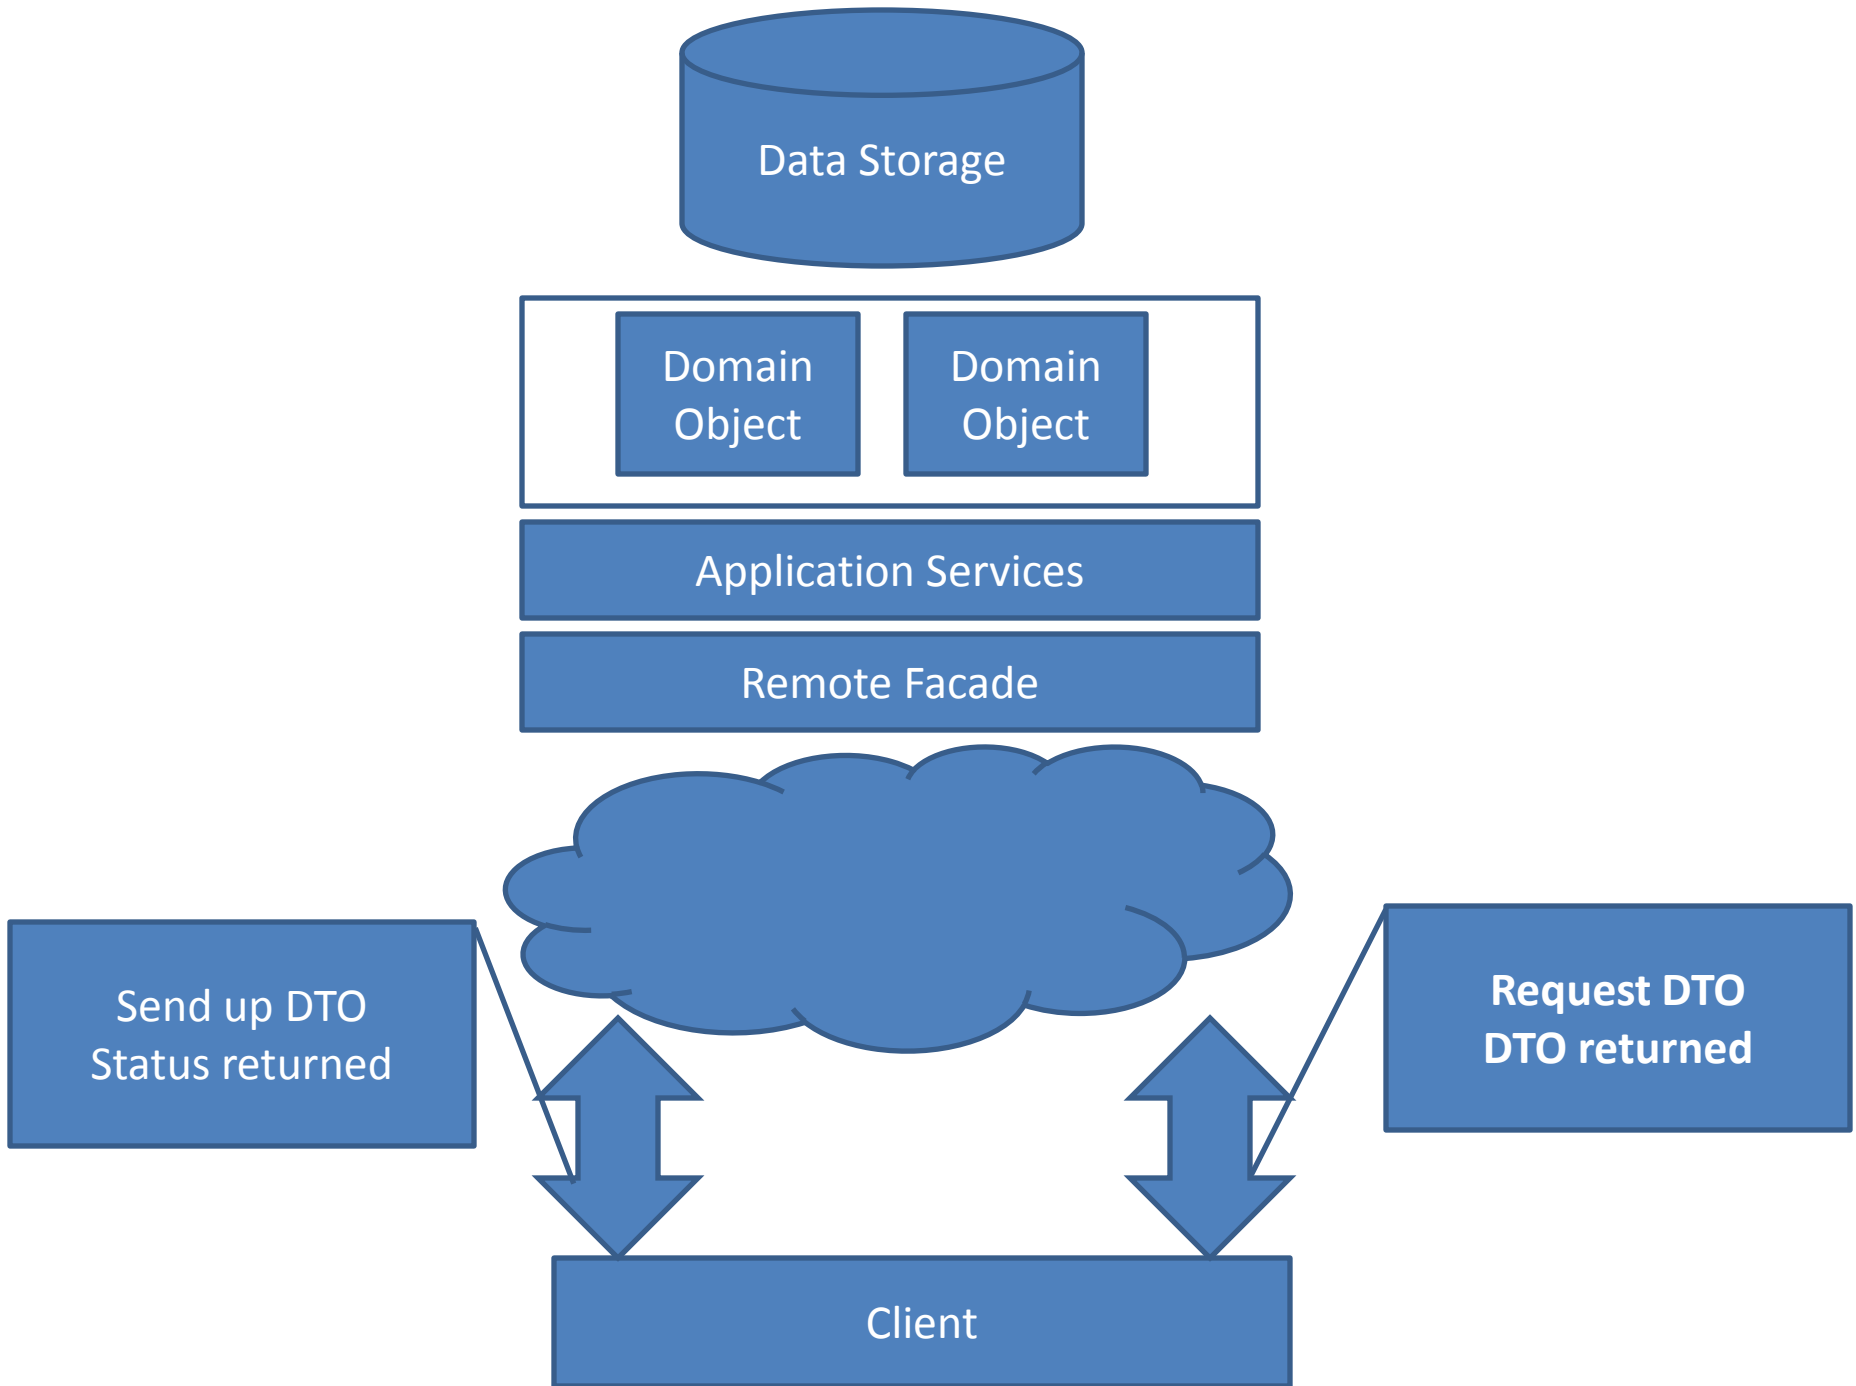 Data Storage
Domain
Object
Domain
Object
Application Services
Remote Facade
Send up DTO
Status returned
Request DTO
DTO returned
Client